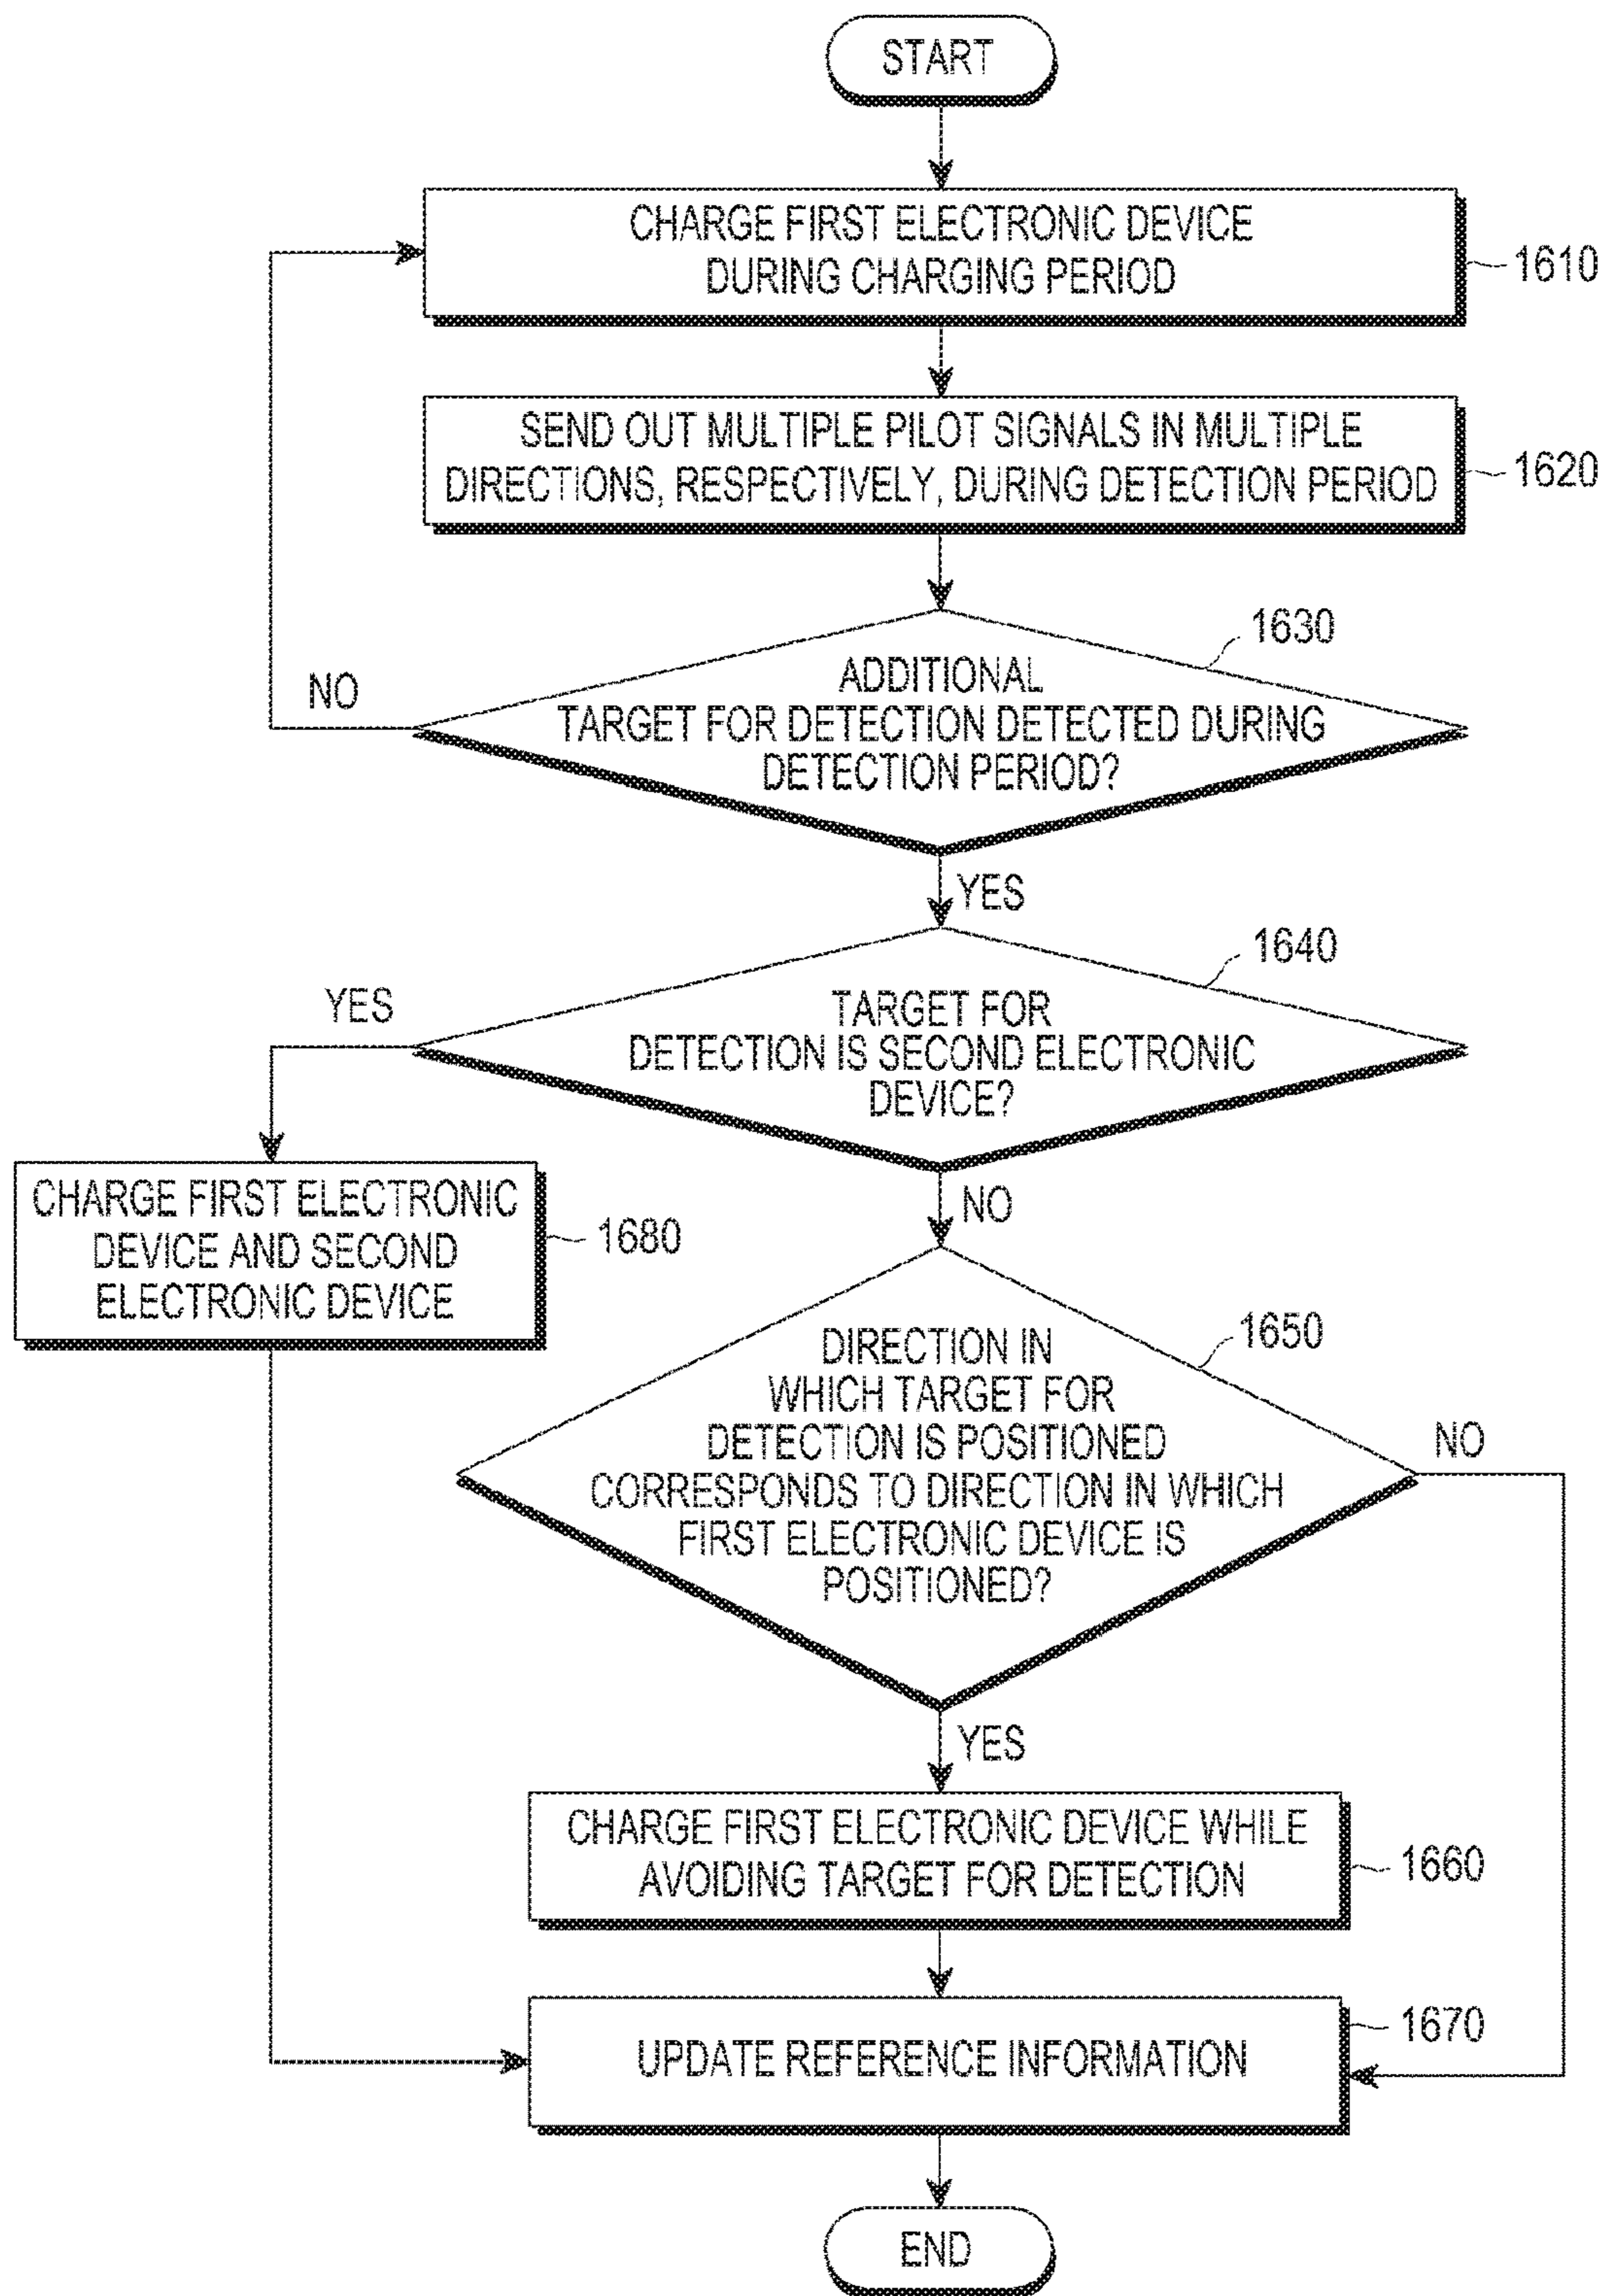 START
CHARGE FIRST ELECTRONIC DEVICE
DURING CHARGING PERIOD
1610
SEND OUT MULTIPLE PILOT SIGNALS IN MULTIPLE
DIRECTIONS, RESPECTIVELY, DURING DETECTION PERIOD
1620
1630
ADDITIONAL
TARGET FOR DETECTION DETECTED DURING
DETECTION PERIOD?
NO
YES
1640
TARGET FOR
DETECTION IS SECOND ELECTRONIC
DEVICE?
YES
NO
CHARGE FIRST ELECTRONIC
DEVICE AND SECOND
ELECTRONIC DEVICE
1680
1650
DIRECTION IN
WHICH TARGET FOR
DETECTION IS POSITIONED
CORRESPONDS TO DIRECTION IN WHICH
FIRST ELECTRONIC DEVICE IS
POSITIONED?
NO
YES
CHARGE FIRST ELECTRONIC DEVICE WHILE
AVOIDING TARGET FOR DETECTION
1660
UPDATE REFERENCE INFORMATION
1670
END